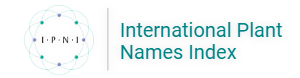 I · P · N · I
International Plant
Names Index